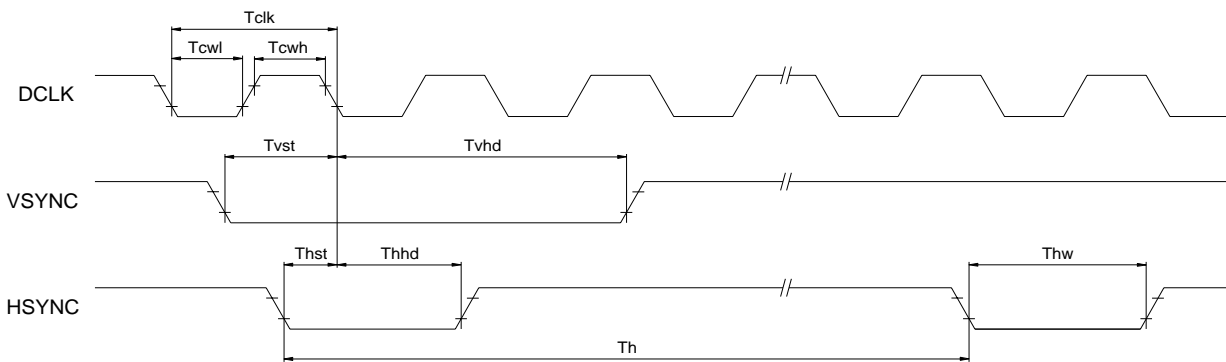 Tclk
Tcwl Tcwh
DCLK
Tvst Tvhd
VSYNC
Thst Thhd Thw
HSYNC
Th